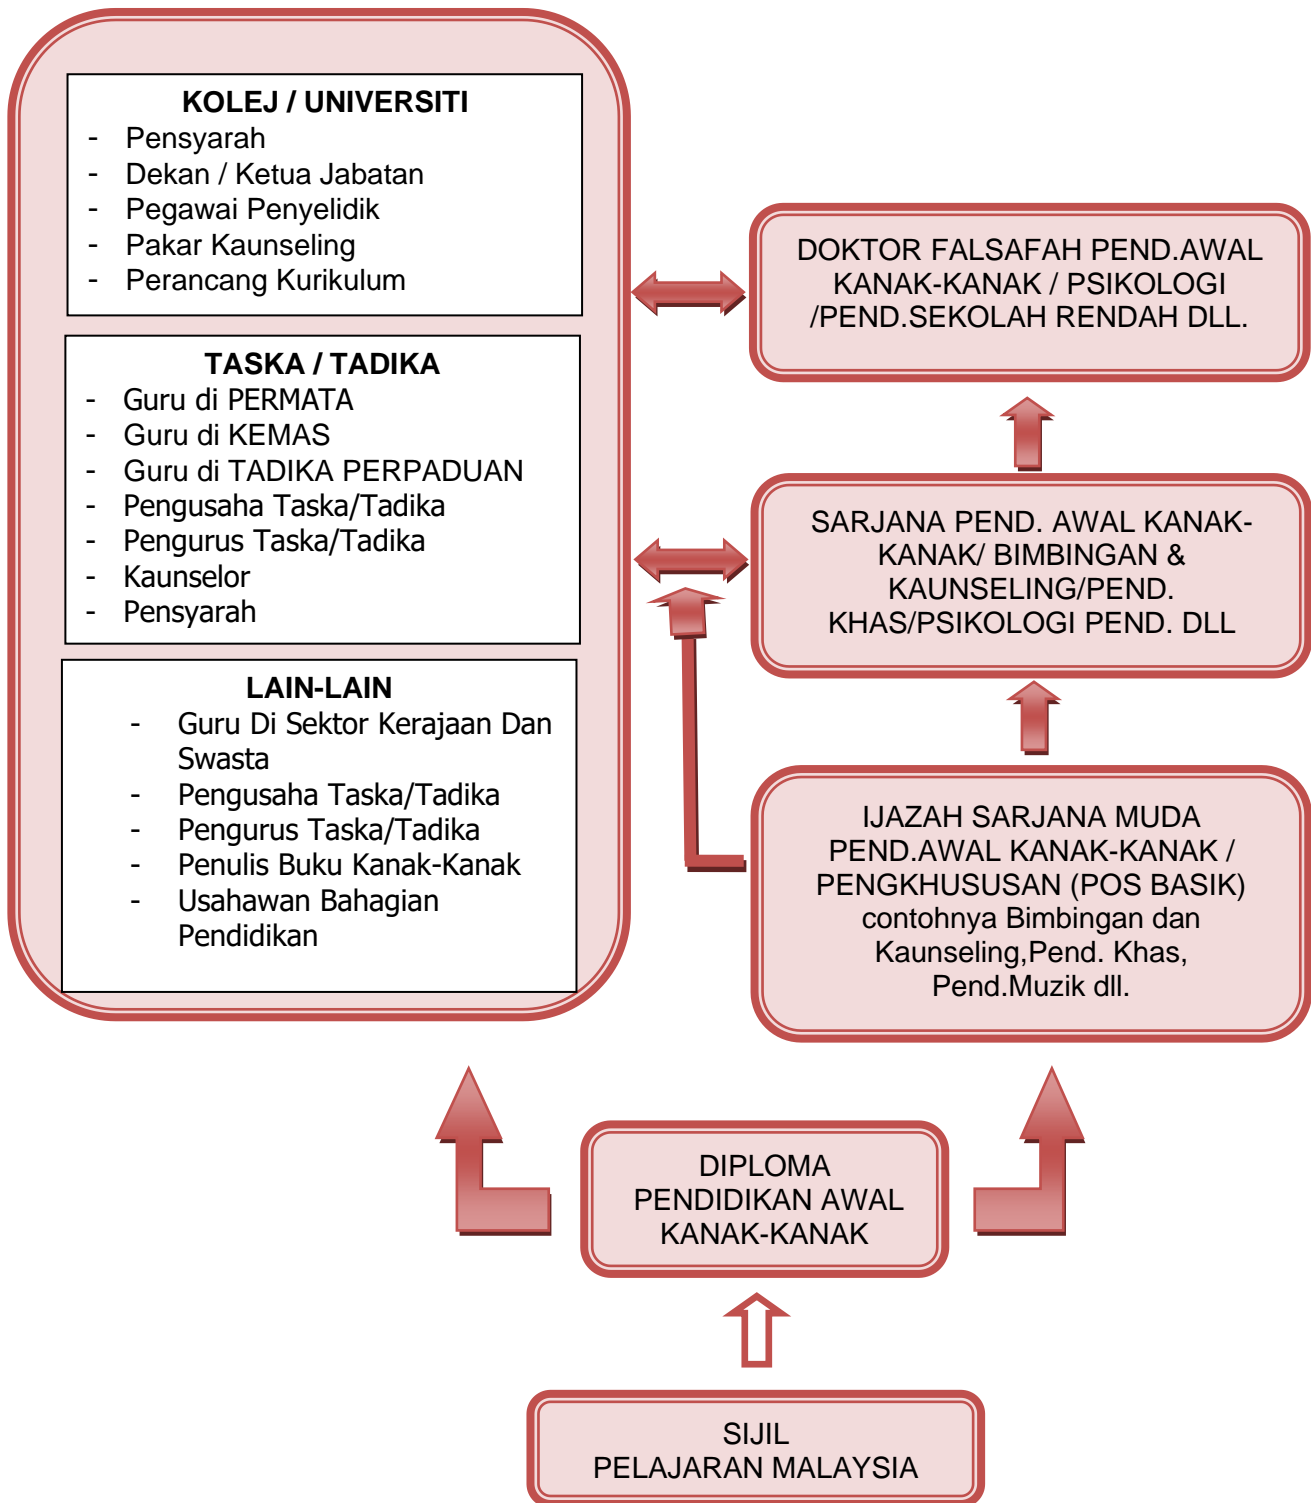 KOLEJ / UNIVERSITI
- Pensyarah
- Dekan / Ketua Jabatan
- Pegawai Penyelidik
- Pakar Kaunseling
- Perancang Kurikulum
TASKA / TADIKA
- Guru di PERMATA
- Guru di KEMAS
- Guru di TADIKA PERPADUAN
- Pengusaha Taska/Tadika
- Pengurus Taska/Tadika
- Kaunselor
- Pensyarah
LAIN-LAIN
- Guru Di Sektor Kerajaan Dan
Swasta
- Pengusaha Taska/Tadika
- Pengurus Taska/Tadika
- Penulis Buku Kanak-Kanak
- Usahawan Bahagian
Pendidikan
DOKTOR FALSAFAH PEND.AWAL
KANAK-KANAK / PSIKOLOGI
/PEND.SEKOLAH RENDAH DLL.
SARJANA PEND. AWAL KANAK-
KANAK/ BIMBINGAN &
KAUNSELING/PEND.
KHAS/PSIKOLOGI PEND. DLL
IJAZAH SARJANA MUDA
PEND.AWAL KANAK-KANAK /
PENGKHUSUSAN (POS BASIK)
contohnya Bimbingan dan
Kaunseling,Pend. Khas,
Pend.Muzik dll.
DIPLOMA
PENDIDIKAN AWAL
KANAK-KANAK
SIJIL
PELAJARAN MALAYSIA